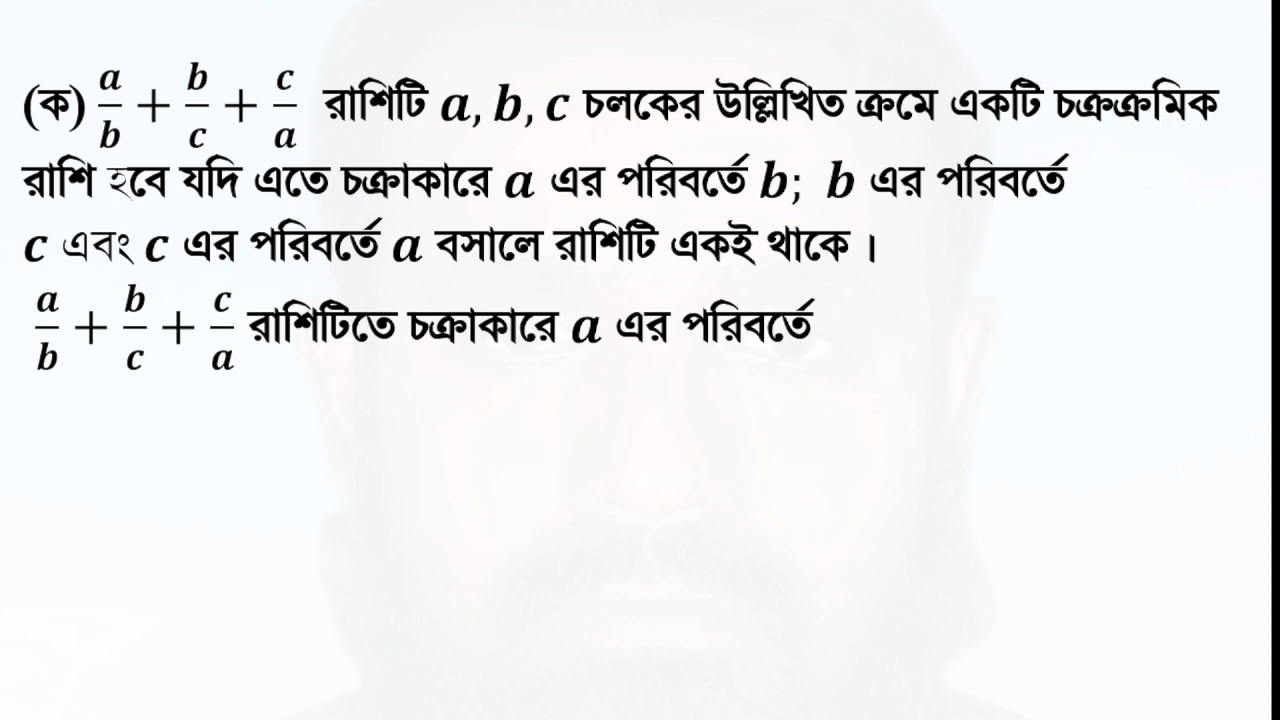 (ক) a/b + b/c + c/a রাশিটি a, b, c চলকের উল্লিখিত ক্রমে একটি চক্রক্রমিক
রাশি হবে যদি এতে চক্রাকারে a এর পরিবর্তে b; b এর পরিবর্তে
c এবং c এর পরিবর্তে a বসালে রাশিটি একই থাকে।
a/b + b/c + c/a রাশিটিতে চক্রাকারে a এর পরিবর্তে